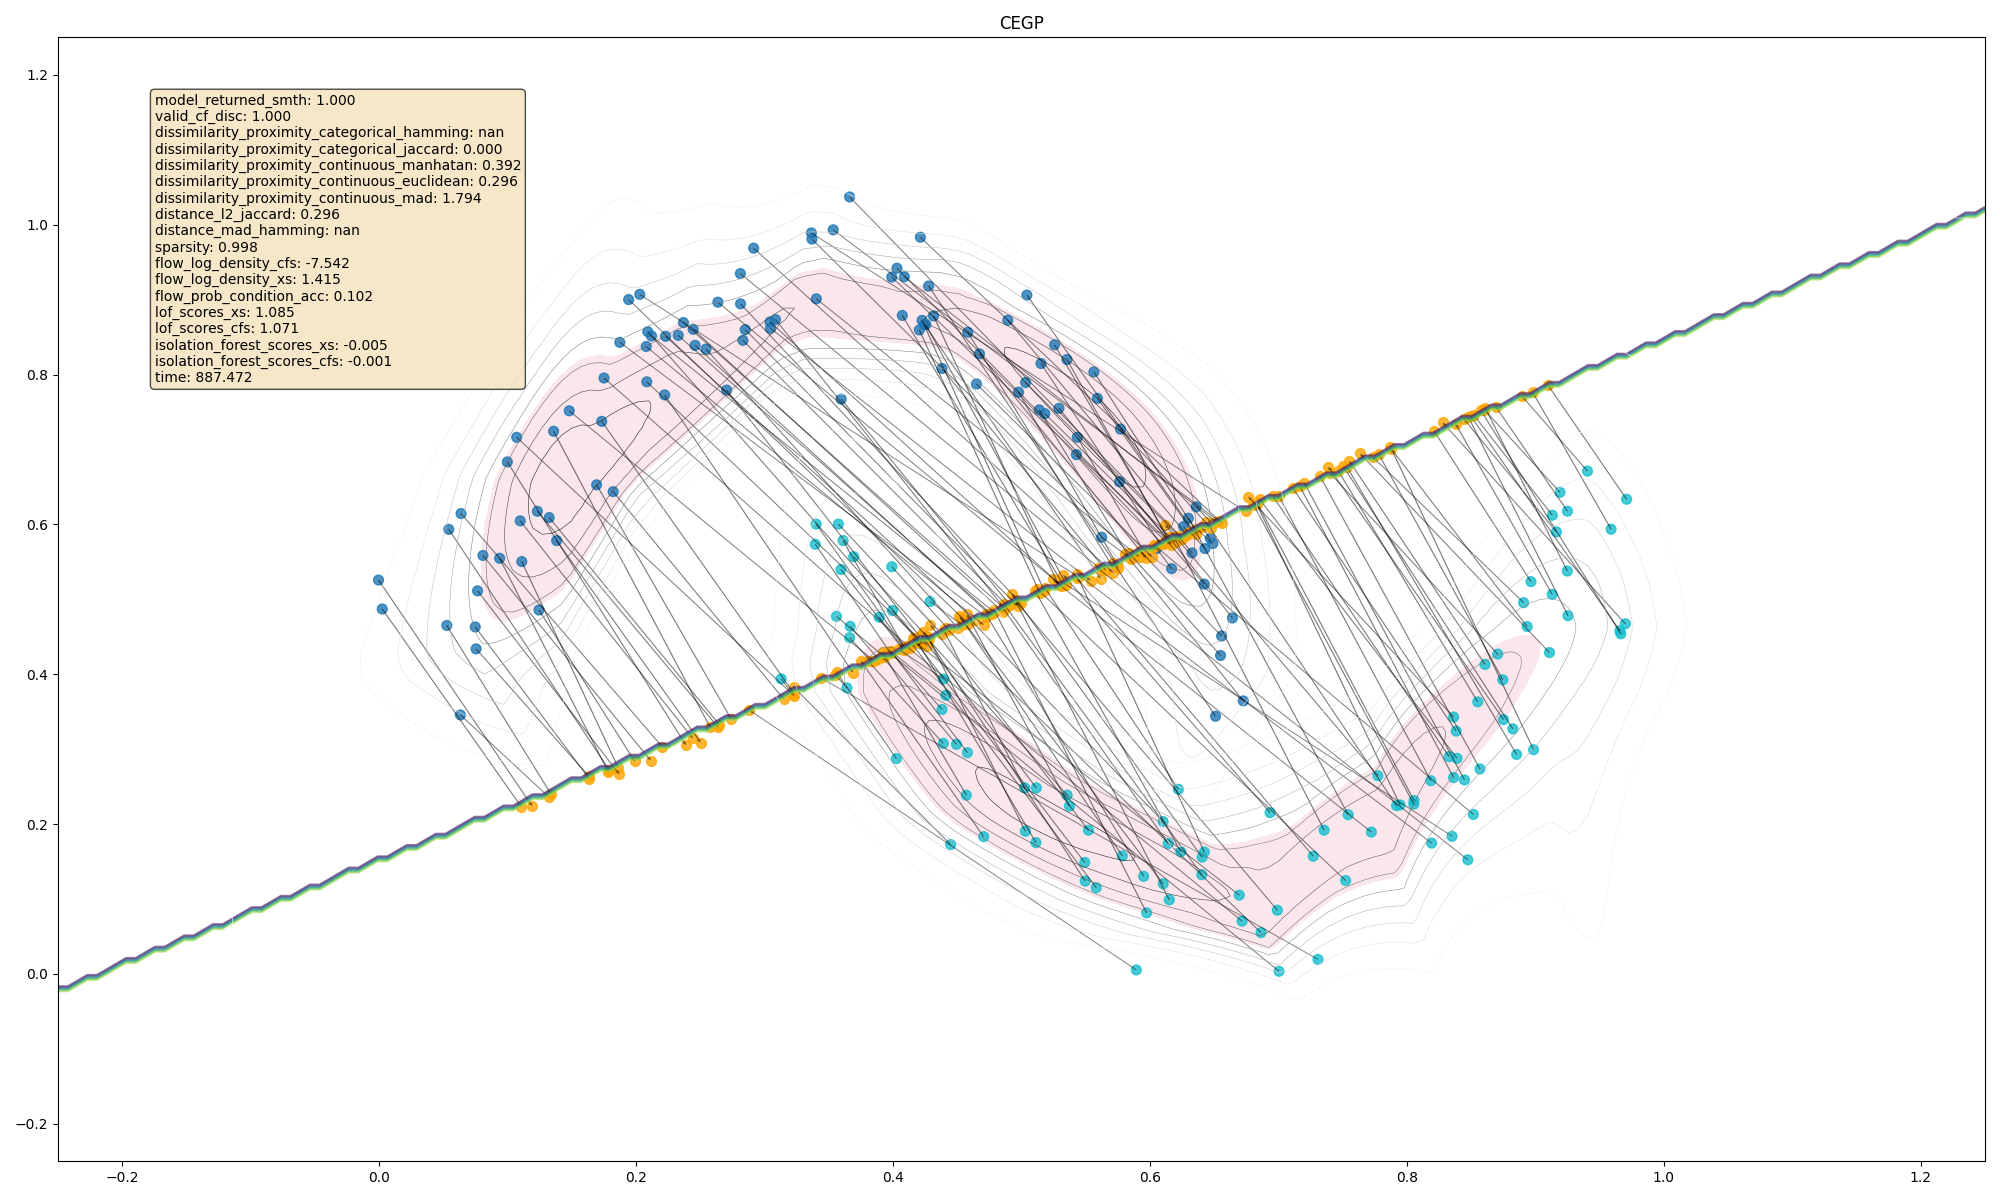 CEGP
1.2
1.0
0.8
0.6
0.4
0.2
0.0
−0.2
model_returned_smth: 1.000
valid_cf_disc: 1.000
dissimilarity_proximity_categorical_hamming: nan
dissimilarity_proximity_categorical_jaccard: 0.000
dissimilarity_proximity_continuous_manhatan: 0.392
dissimilarity_proximity_continuous_euclidean: 0.296
dissimilarity_proximity_continuous_mad: 1.794
distance_l2_jaccard: 0.296
distance_mad_hamming: nan
sparsity: 0.998
flow_log_density_cfs: -7.542
flow_log_density_xs: 1.415
flow_prob_condition_acc: 0.102
lof_scores_xs: 1.085
lof_scores_cfs: 1.071
isolation_forest_scores_xs: -0.005
isolation_forest_scores_cfs: -0.001
time: 887.472
−0.2 0.0 0.2 0.4 0.6 0.8 1.0 1.2